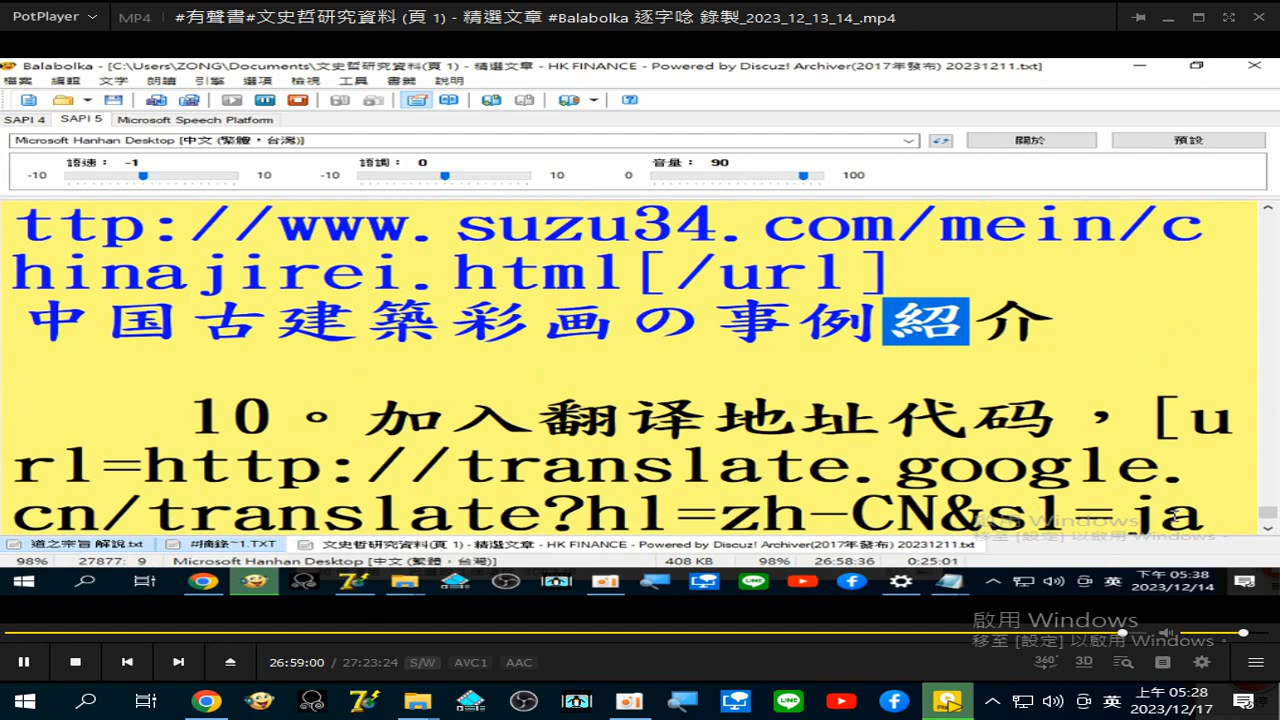 PotPlayer MP4 #有聲書#文史哲研究資料 (頁 1) - 精選文章 #Balabolka 逐字唸 錄製_2023_12_13_14_.mp4
Balabolka - [C:\Users\ZONG\Documents\文史哲研究資料(頁 1) - 精選文章 - HK FINANCE - Powered by Discuz! Archiver(2017年發布) 20231211.txt]
檔案 編輯 文字 朗讀 引擎 選項 檢視 工具 書籤 說明
SAPI 4 SAPI 5 Microsoft Speech Platform
Microsoft Hanhan Desktop [中文 (繁體，台灣)] 關於 預設
語速： -1 語調： 0 音量： 90
-10 10 -10 10 0 100
ttp://www.suzu34.com/mein/c
hinajirei.html[/url]
中国古建築彩画の事例紹介
10。加入翻译地址代码，[u
rl=http://translate.google.
cn/translate?hl=zh-CN&sl=ja
道之宗旨 解說.txt #摘錄~1.TXT 文史哲研究資料(頁 1) - 精選文章 - HK FINANCE - Powered by Discuz! Archiver(2017年發布) 20231211.txt
98% 27877: 9 Microsoft Hanhan Desktop [中文 (繁體，台灣)] 408 KB 98% 26:58:36 0:25:01
英 下午 05:38
2023/12/14
啟用 Windows
移至 [設定] 以啟用 Windows。
26:59:00 / 27:23:24 S/W AVC1 AAC 360° 3D
英 上午 05:28
2023/12/17